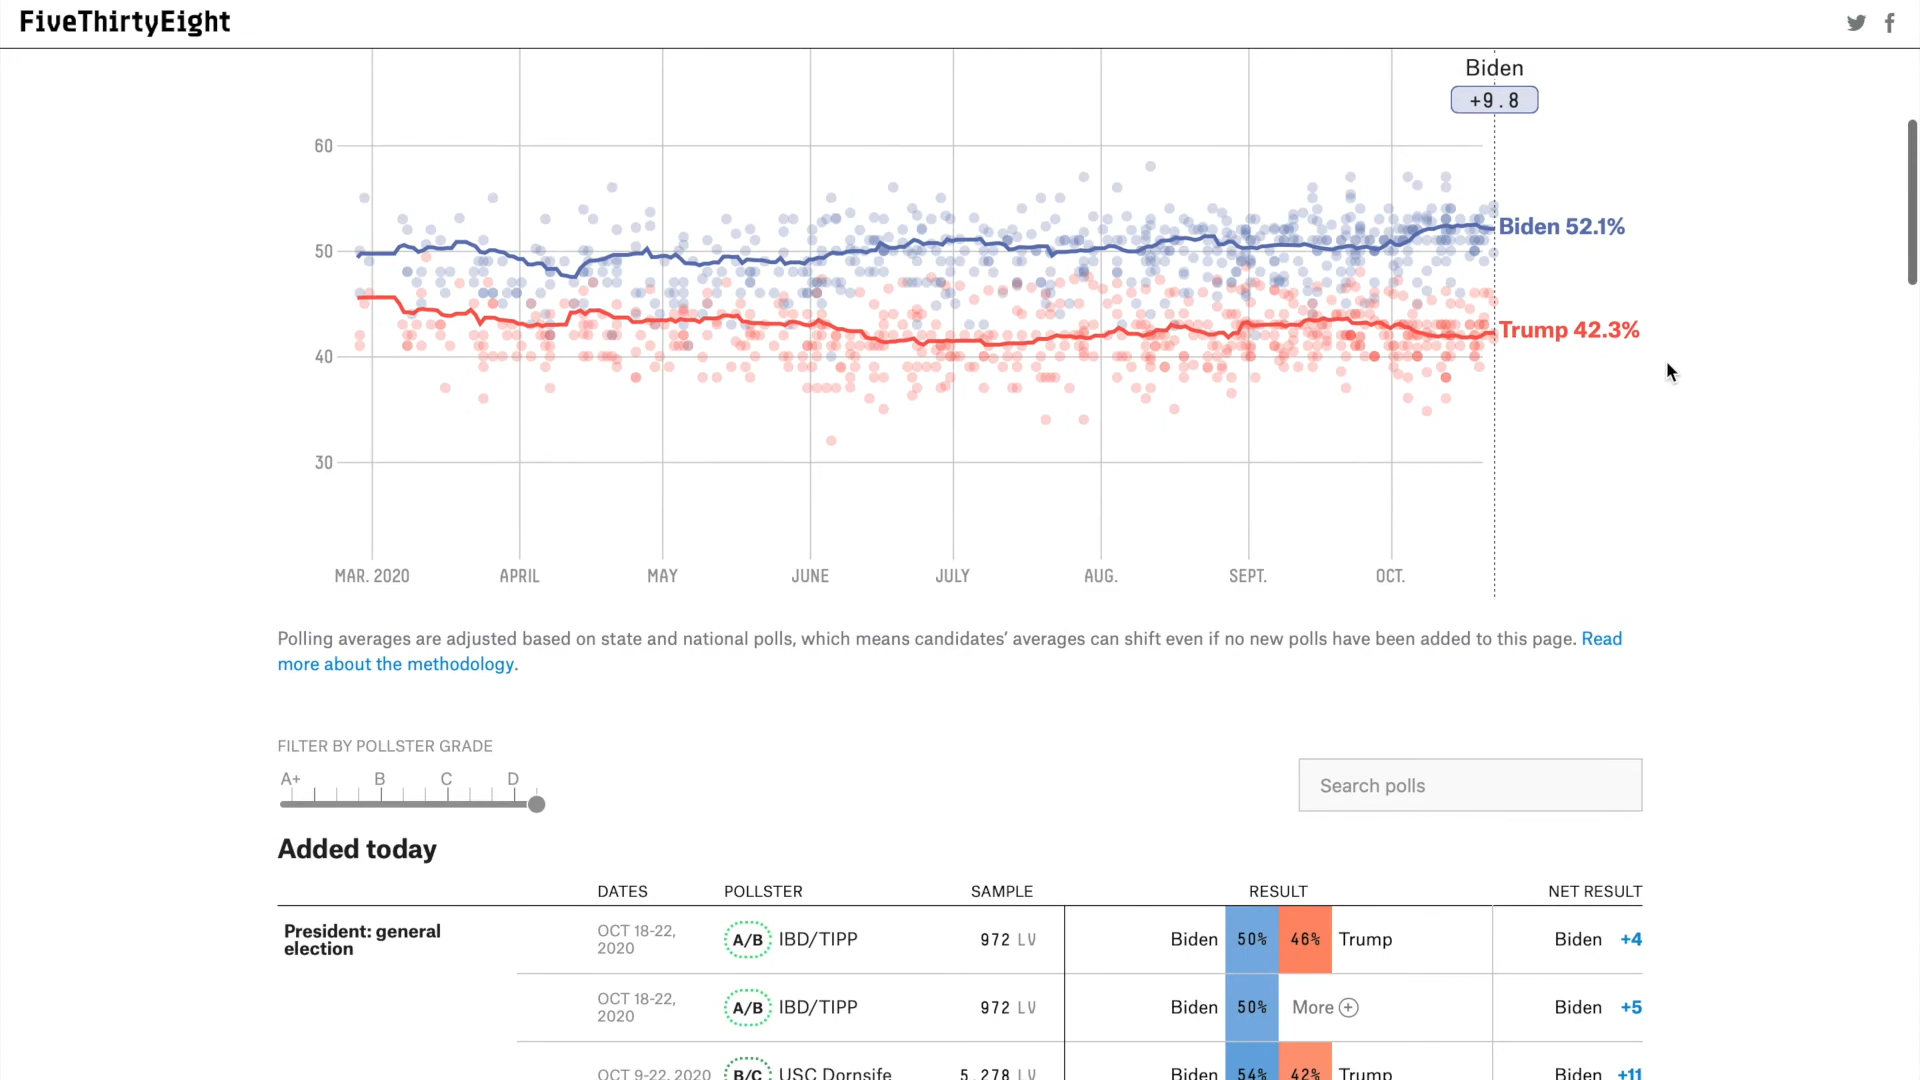 FiveThirtyEight
Biden
+9.8
60
50
40
30
Biden 52.1%
Trump 42.3%
MAR. 2020 APRIL MAY JUNE JULY AUG. SEPT. OCT.
Polling averages are adjusted based on state and national polls, which means candidates’ averages can shift even if no new polls have been added to this page. Read
more about the methodology.
FILTER BY POLLSTER GRADE
A+ B C D
Search polls
Added today
DATES POLLSTER SAMPLE RESULT NET RESULT
President: general
election
OCT 18-22,
2020
A/B IBD/TIPP 972 LV Biden 50% 46% Trump Biden +4
OCT 18-22,
2020
A/B IBD/TIPP 972 LV Biden 50% More + Biden +5
OCT 9-22, 2020 B/C USC Dornsife 5,278 LV Biden 54% 42% Trump Biden +11